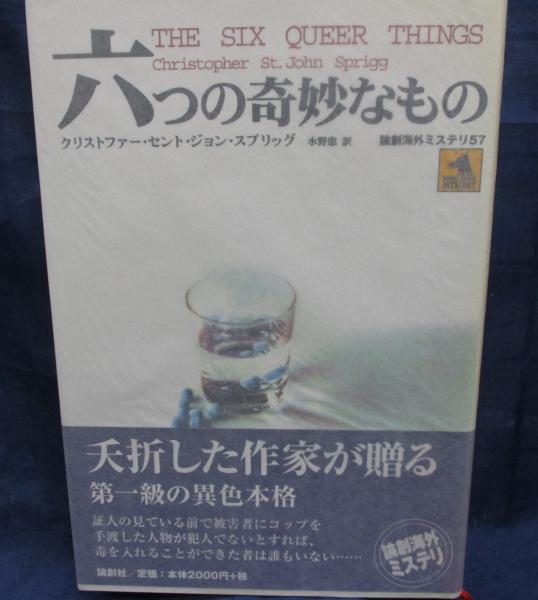 THE SIX QUEER THINGS
Christopher St. John Sprigg
六つの奇妙なもの
クリストファー・セント・ジョン・スプリッグ 水野恵 訳 論創海外ミステリ57
MYSTERY
夭折した作家が贈る
第一級の異色本格
証人の見ている前で被害者にコップを
手渡した人物が犯人でないとすれば、
毒を入れることができた者は誰もいない……
論創海外
ミステリ
論創社/定価:本体2000円+税